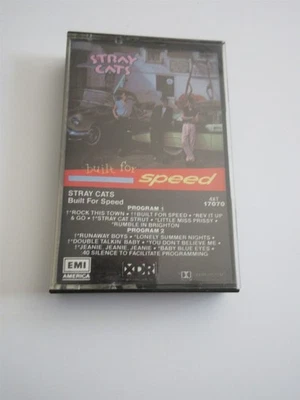 STRAY
CATS
built for speed
STRAY CATS
Built For Speed
4XT
17070
PROGRAM 1
†*ROCK THIS TOWN • †*BUILT FOR SPEED • *REV IT UP
& GO • †*STRAY CAT STRUT • *LITTLE MISS PRISSY •
*RUMBLE IN BRIGHTON
PROGRAM 2
†*RUNAWAY BOYS • *LONELY SUMMER NIGHTS •
†*DOUBLE TALKIN' BABY • *YOU DON'T BELIEVE ME •
†*JEANIE, JEANIE, JEANIE • *BABY BLUE EYES •
:40 SILENCE TO FACILITATE PROGRAMMING
EMI
AMERICA
XDR